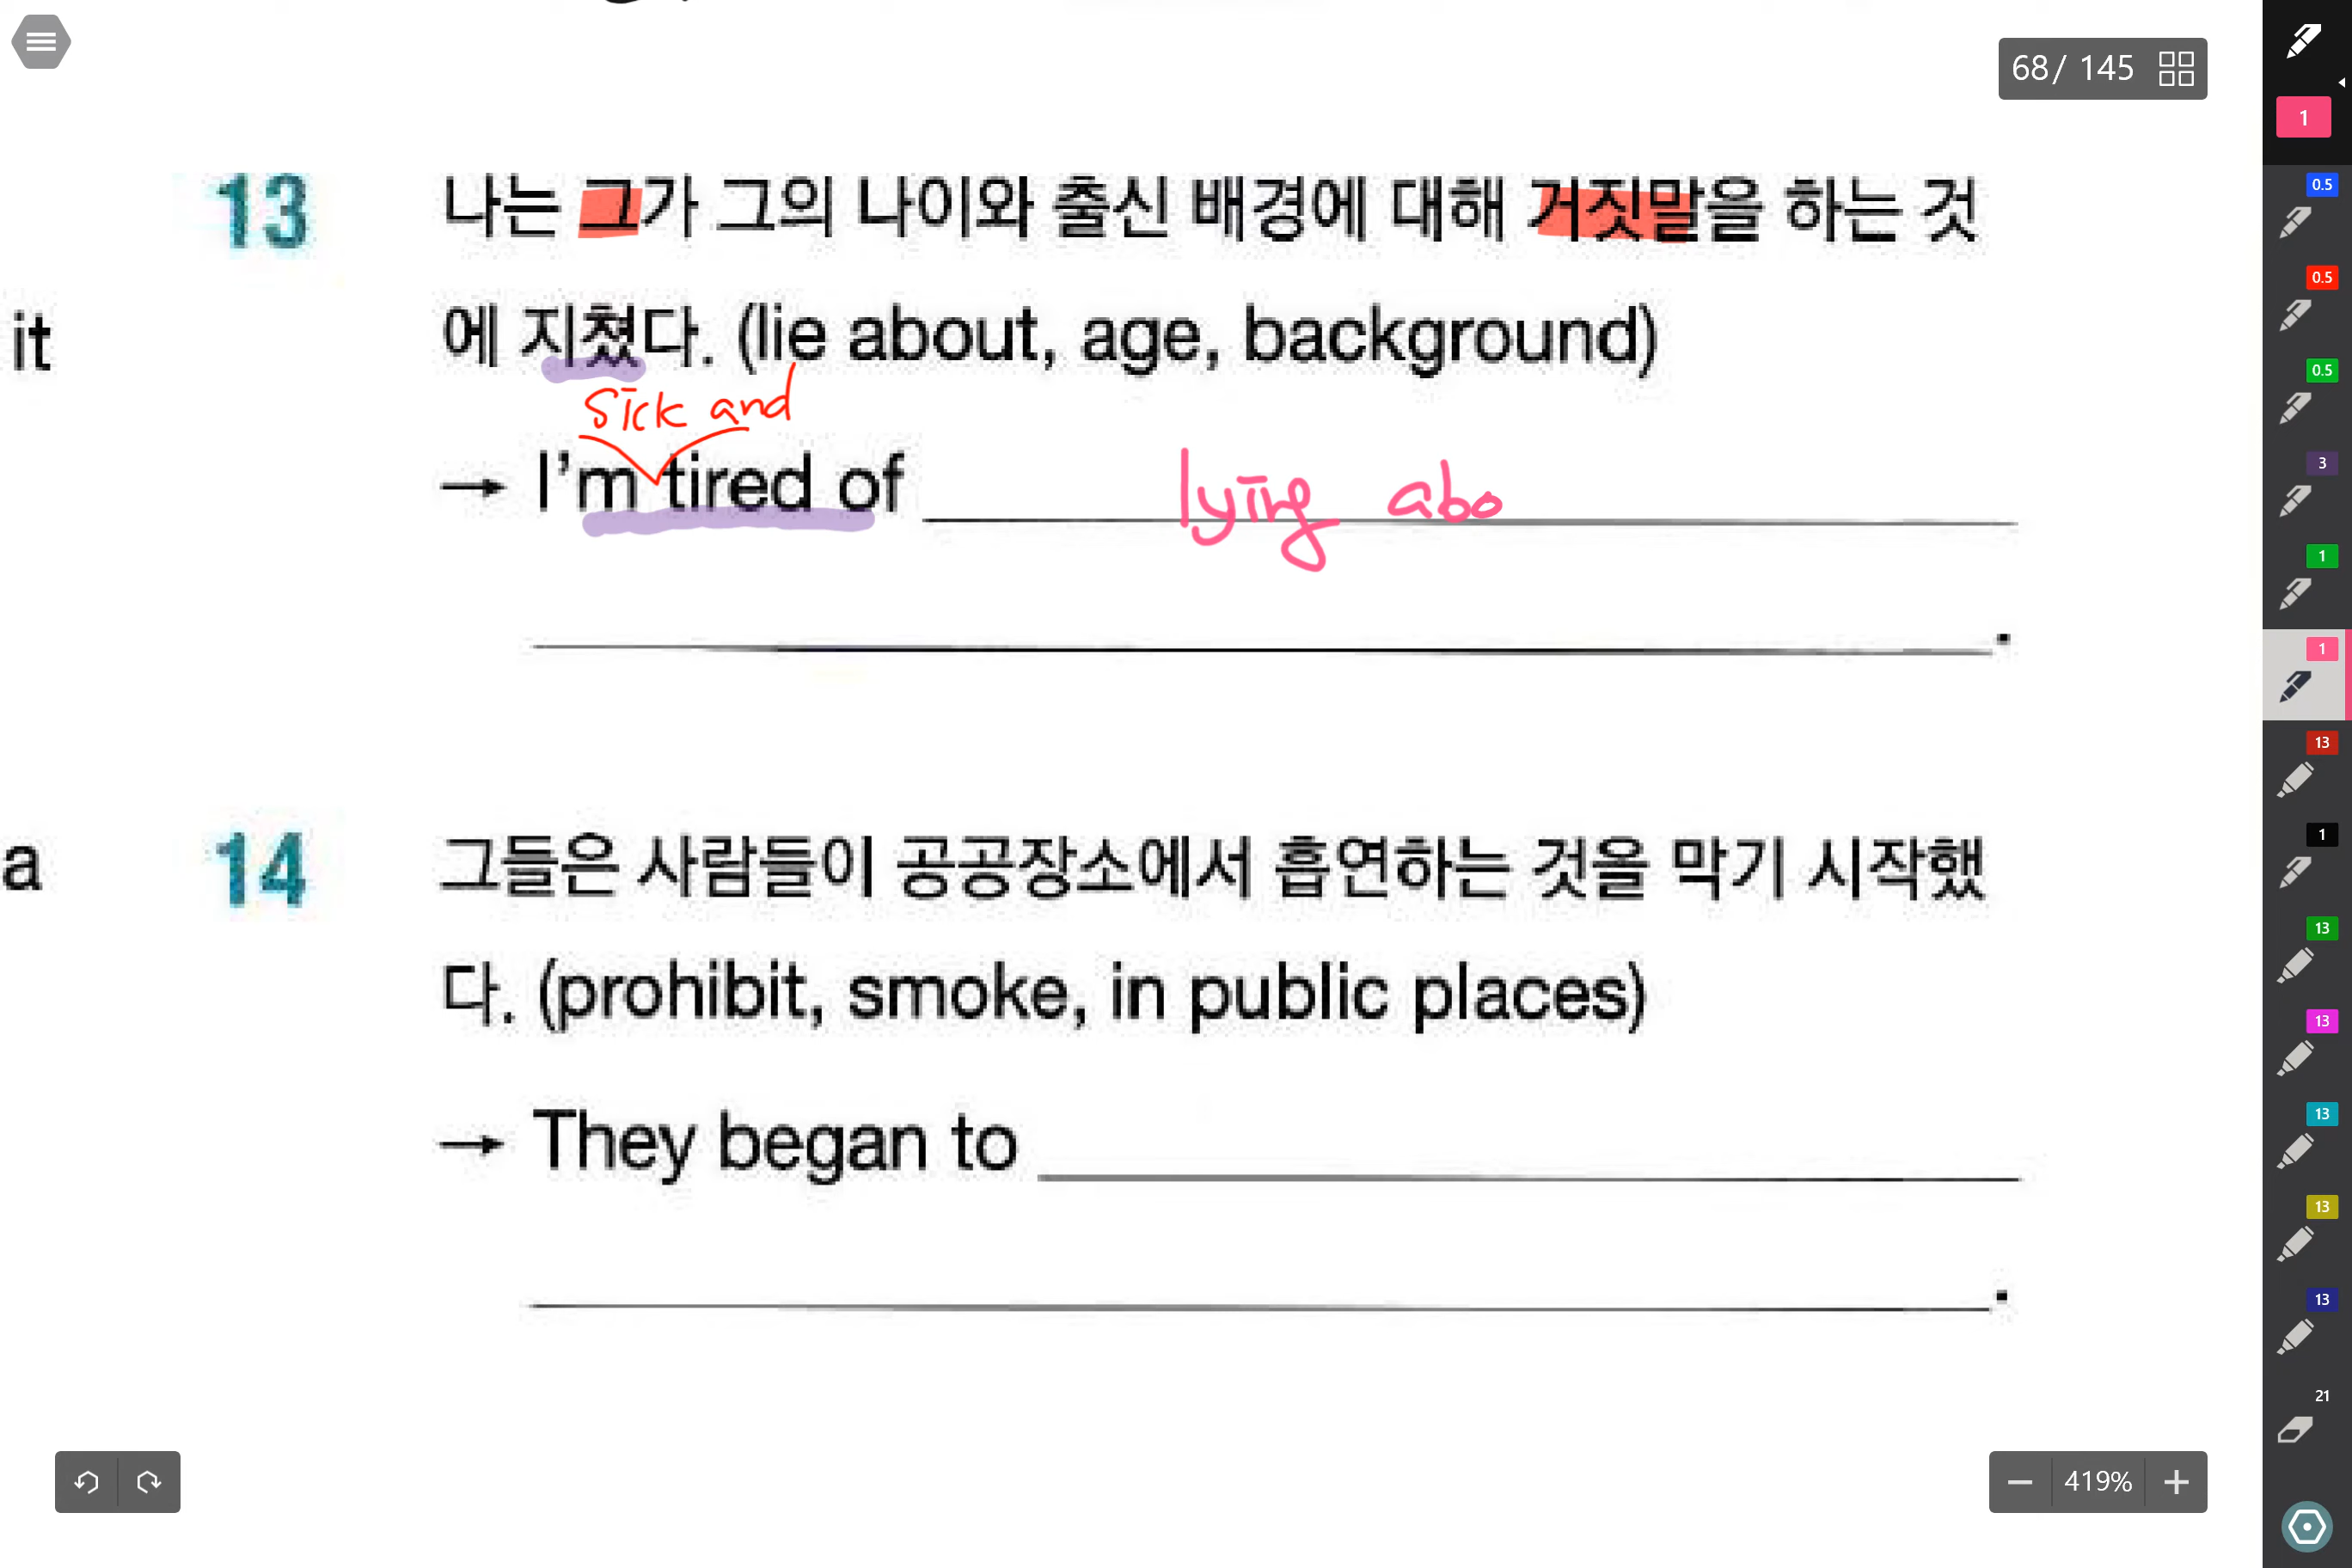 68/ 145
1
13 나는 그가 그의 나이와 출신 배경에 대해 거짓말을 하는 것
it 에 지쳤다. (lie about, age, background)
sick and
→ I'm tired of lying abo
.
a 14 그들은 사람들이 공공장소에서 흡연하는 것을 막기 시작했
다. (prohibit, smoke, in public places)
→ They began to
.
419%
0.5
0.5
0.5
3
1
1
13
1
13
13
13
13
13
21